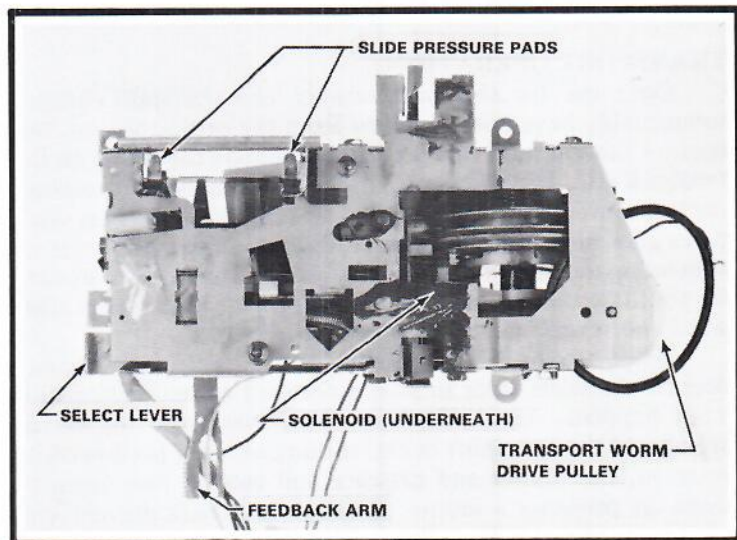 SLIDE PRESSURE PADS
SELECT LEVER
SOLENOID (UNDERNEATH)
TRANSPORT WORM
DRIVE PULLEY
FEEDBACK ARM